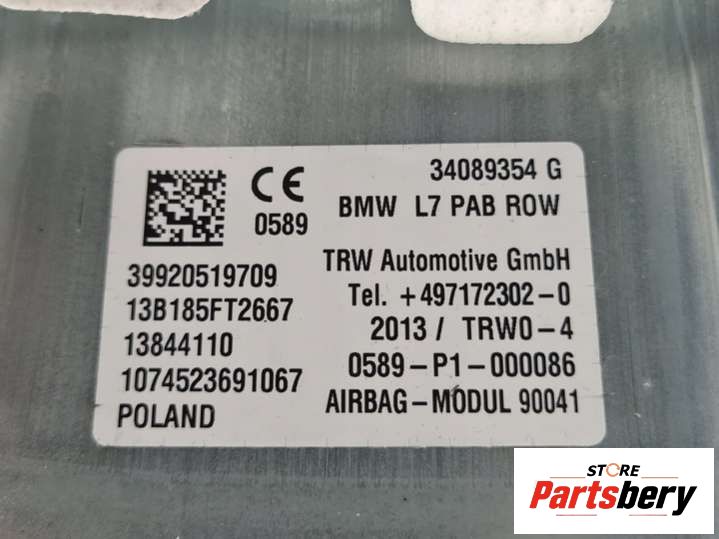 34089354 G
CE
0589
BMW L7 PAB ROW
39920519709
TRW Automotive GmbH
13B185FT2667
Tel. +497172302-0
13844110
2013 / TRW0-4
1074523691067
0589-P1-000086
POLAND
AIRBAG-MODUL 90041
STORE
Partsbery